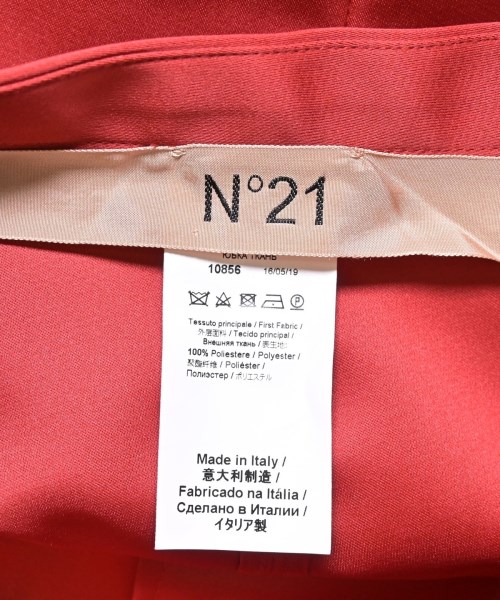 N°21
ЮБКА ТКАНЬ
10856 16/05/19
Tessuto principale / First Fabric /
外层面料 / Tecido principal /
Внешняя ткань / 表生地/
100% Poliestere / Polyester /
聚酯纤维 / Poliéster /
Полиэстер / ポリエステル
Made in Italy /
意大利制造 /
Fabricado na Itália /
Сделано в Италии /
イタリア製